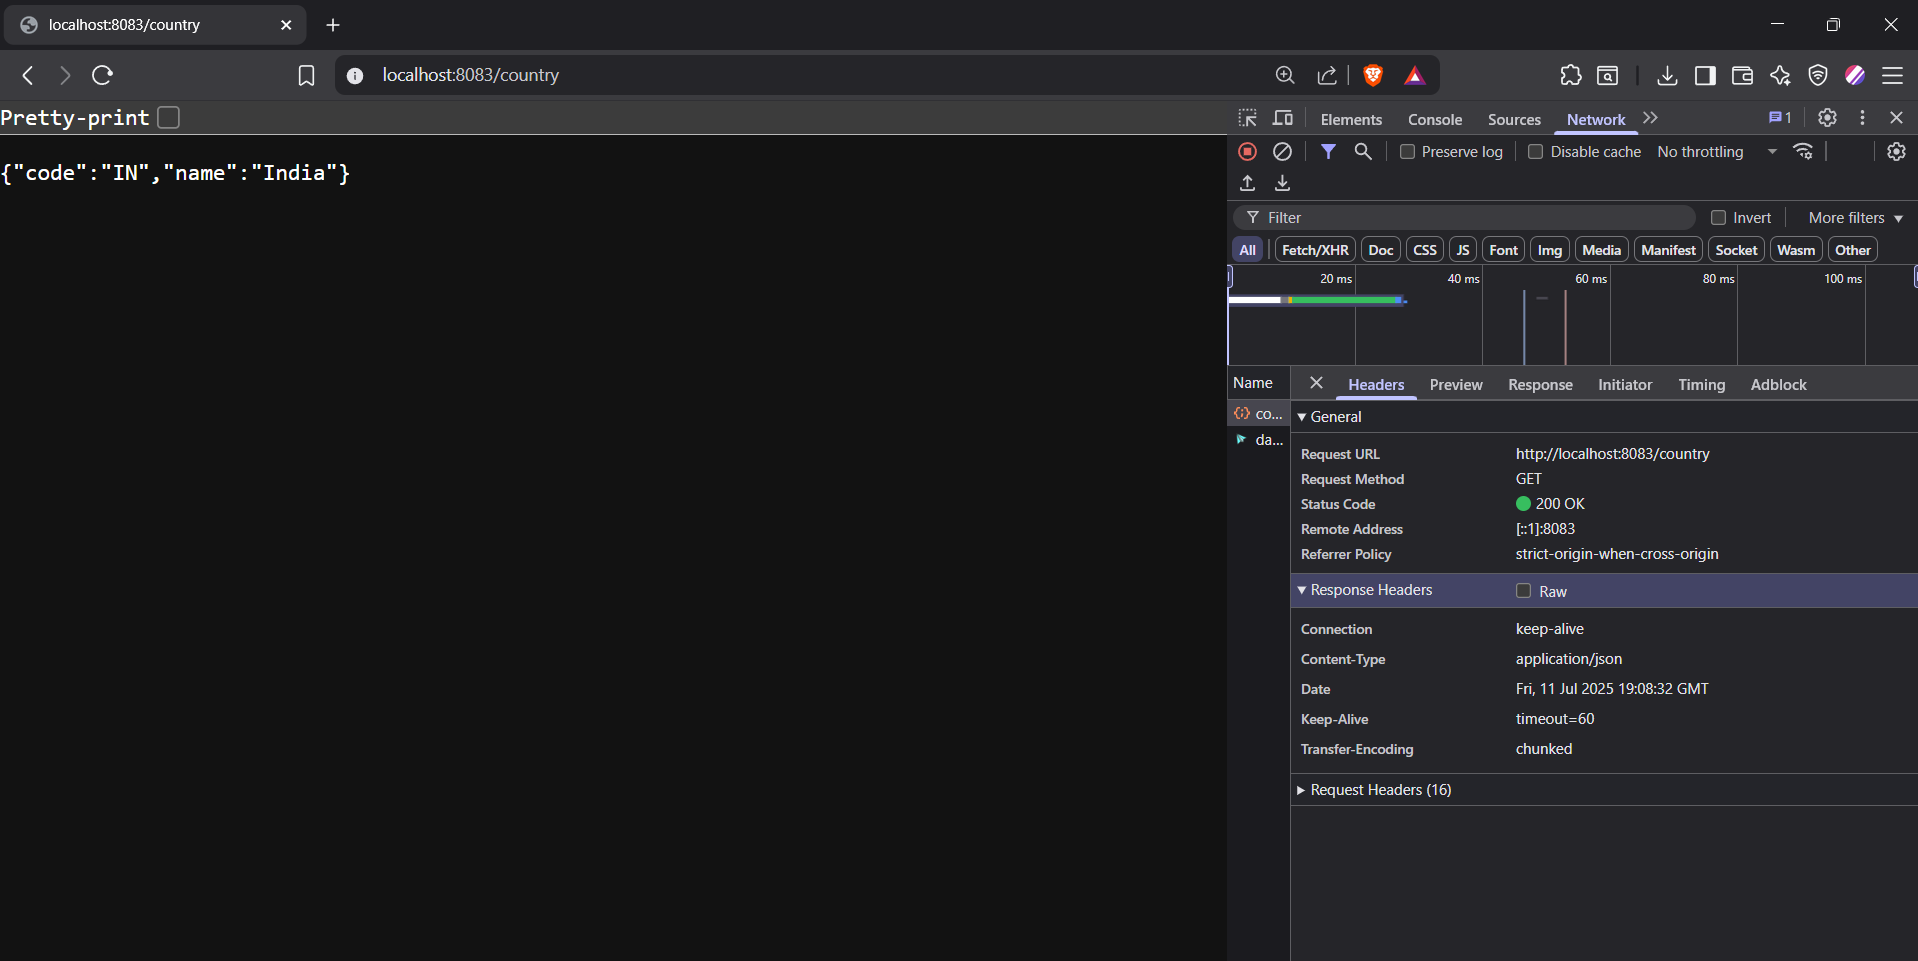 localhost:8083/country
localhost:8083/country
Pretty-print
{"code":"IN","name":"India"}
Elements Console Sources Network 1
Preserve log Disable cache No throttling
Filter Invert More filters
All Fetch/XHR Doc CSS JS Font Img Media Manifest Socket Wasm Other
20 ms 40 ms 60 ms 80 ms 100 ms
Name Headers Preview Response Initiator Timing Adblock
co...
da...
General
Request URL http://localhost:8083/country
Request Method GET
Status Code 200 OK
Remote Address [::1]:8083
Referrer Policy strict-origin-when-cross-origin
Response Headers Raw
Connection keep-alive
Content-Type application/json
Date Fri, 11 Jul 2025 19:08:32 GMT
Keep-Alive timeout=60
Transfer-Encoding chunked
Request Headers (16)